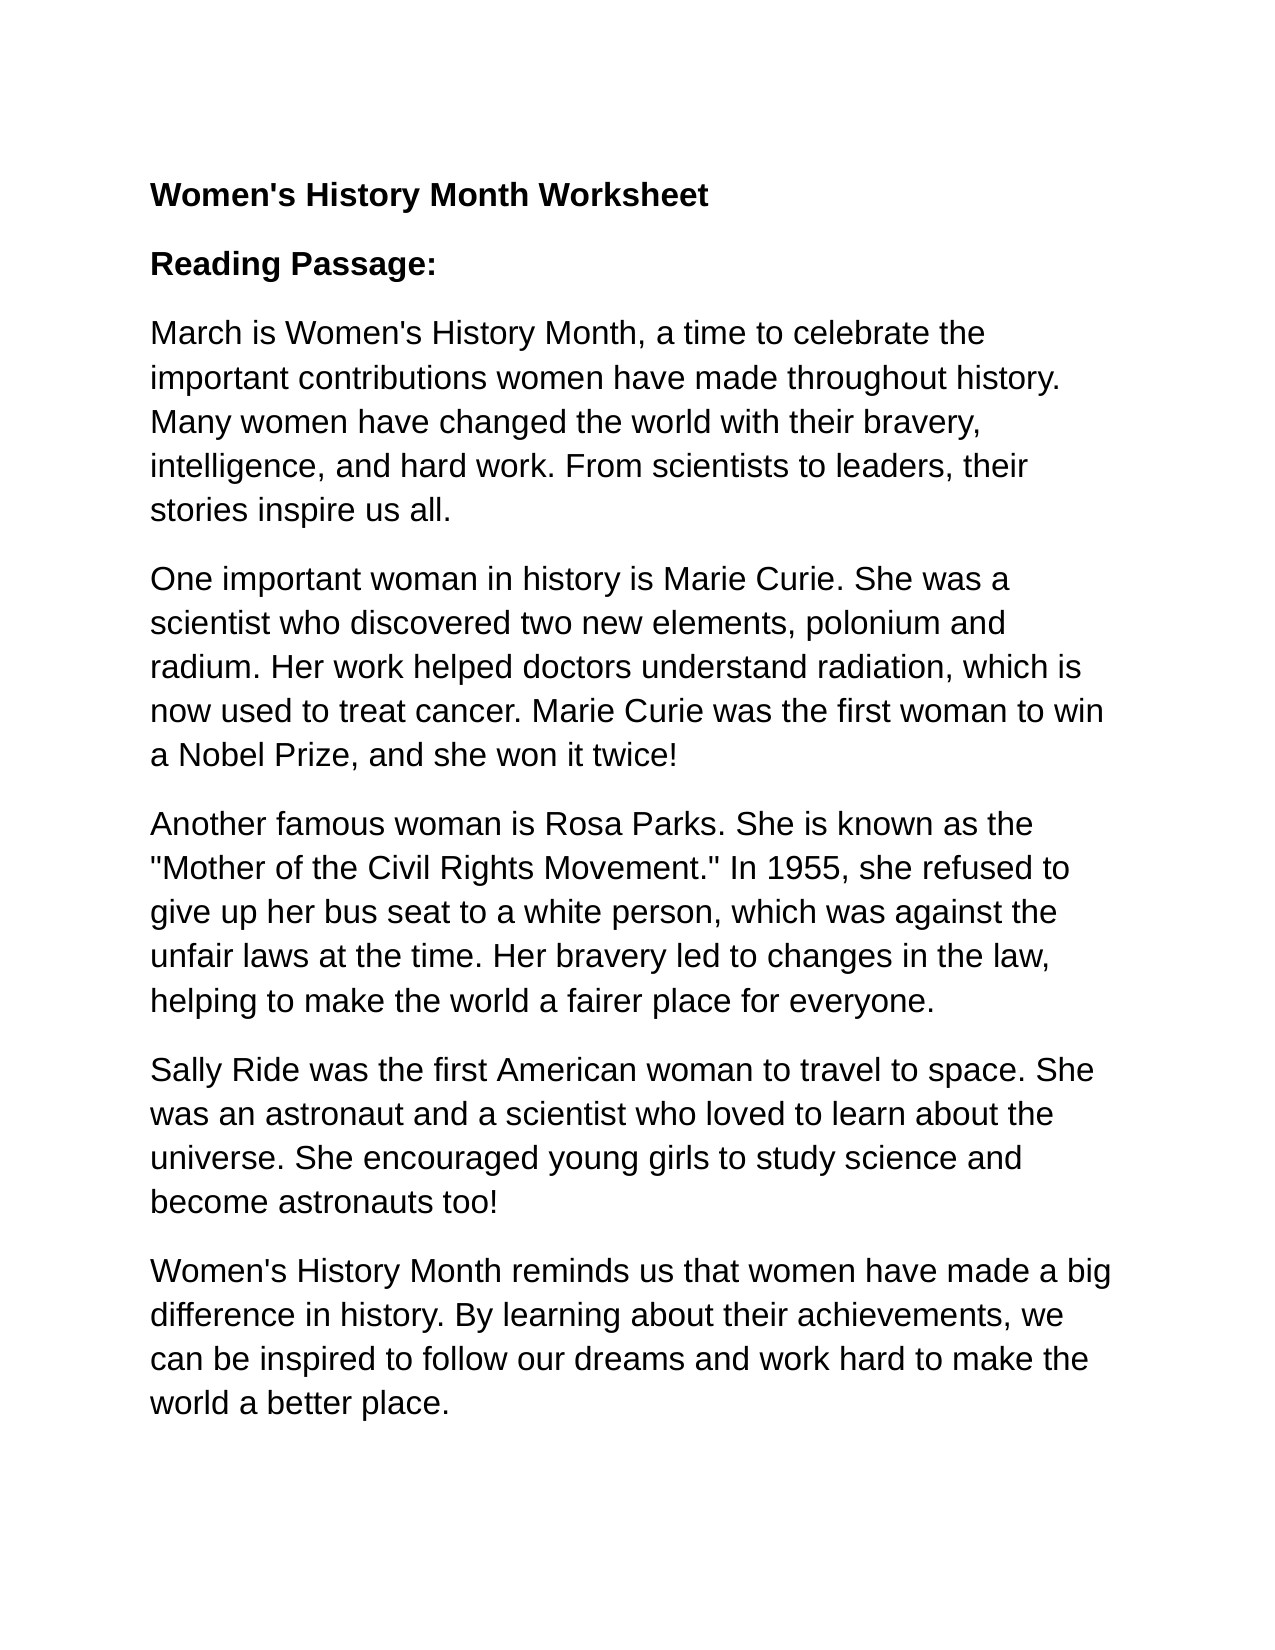 Women's History Month Worksheet
Reading Passage:
March is Women's History Month, a time to celebrate the
important contributions women have made throughout history.
Many women have changed the world with their bravery,
intelligence, and hard work. From scientists to leaders, their
stories inspire us all.
One important woman in history is Marie Curie. She was a
scientist who discovered two new elements, polonium and
radium. Her work helped doctors understand radiation, which is
now used to treat cancer. Marie Curie was the first woman to win
a Nobel Prize, and she won it twice!
Another famous woman is Rosa Parks. She is known as the
"Mother of the Civil Rights Movement." In 1955, she refused to
give up her bus seat to a white person, which was against the
unfair laws at the time. Her bravery led to changes in the law,
helping to make the world a fairer place for everyone.
Sally Ride was the first American woman to travel to space. She
was an astronaut and a scientist who loved to learn about the
universe. She encouraged young girls to study science and
become astronauts too!
Women's History Month reminds us that women have made a big
difference in history. By learning about their achievements, we
can be inspired to follow our dreams and work hard to make the
world a better place.